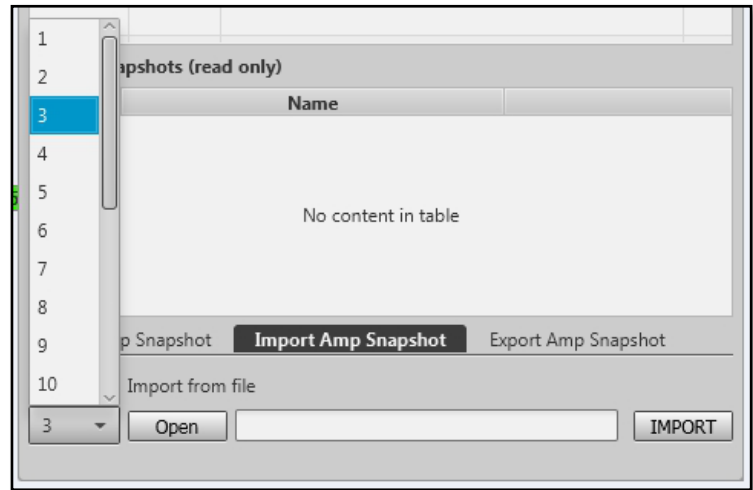 1
2
3
4
5
6
7
8
9
10
apshots (read only)
Name
No content in table
p Snapshot Import Amp Snapshot Export Amp Snapshot
Import from file
3 Open IMPORT